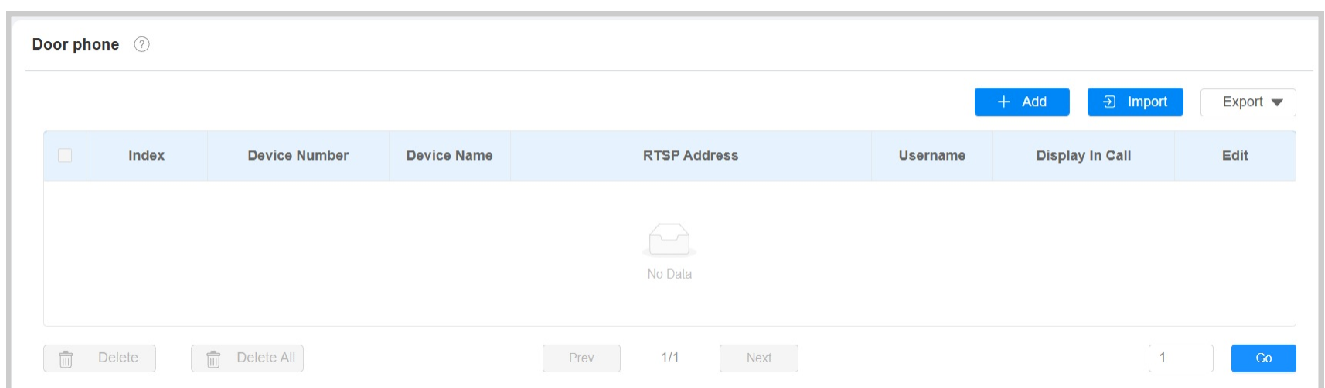 Door phone ?
+ Add Import Export
Index Device Number Device Name RTSP Address Username Display In Call Edit
No Data
Delete Delete All Prev 1/1 Next 1 Go